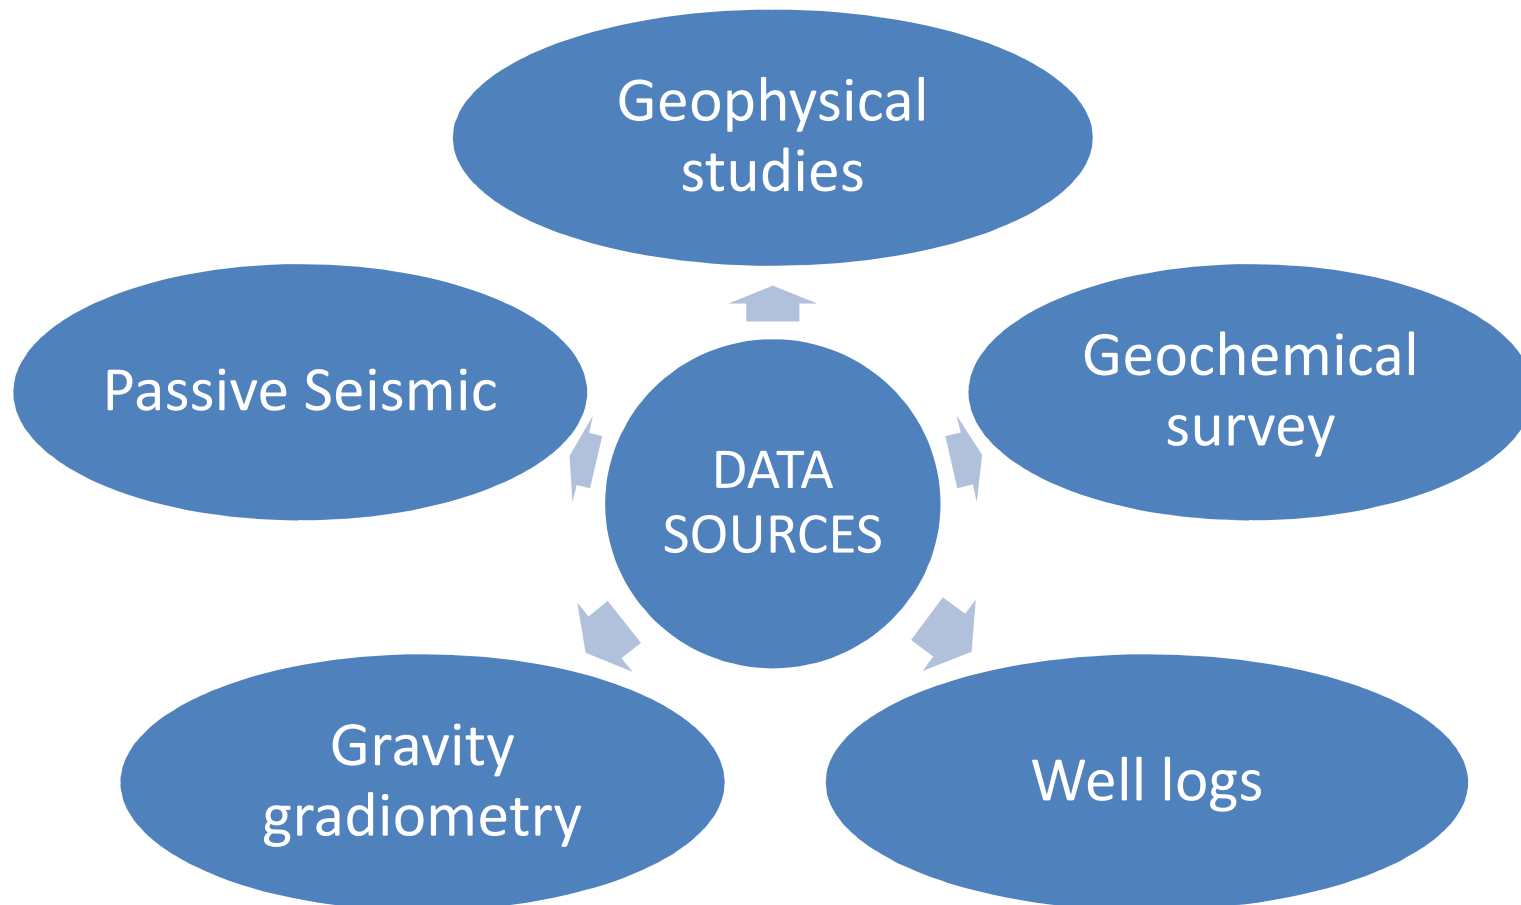 Geophysical
studies
Passive Seismic
Geochemical
survey
DATA
SOURCES
Gravity
gradiometry
Well logs